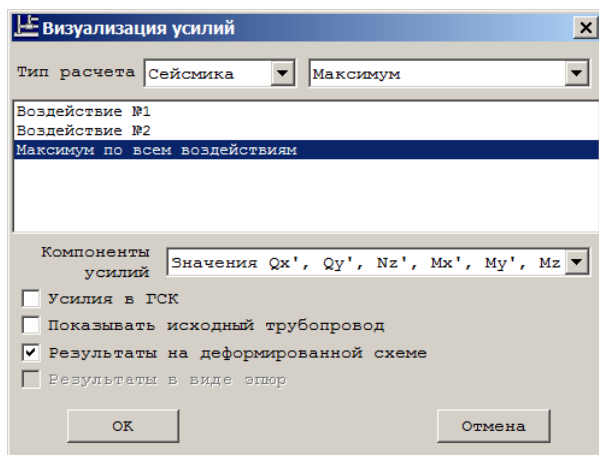 Визуализация усилий
Тип расчета Сейсмика Максимум
Воздействие №1
Воздействие №2
Максимум по всем воздействиям
Компоненты усилий Значения Qx', Qy', Nz', Mx', My', Mz
Усилия в ГСК
Показывать исходный трубопровод
Результаты на деформированной схеме
Результаты в виде эпюр
OK Отмена